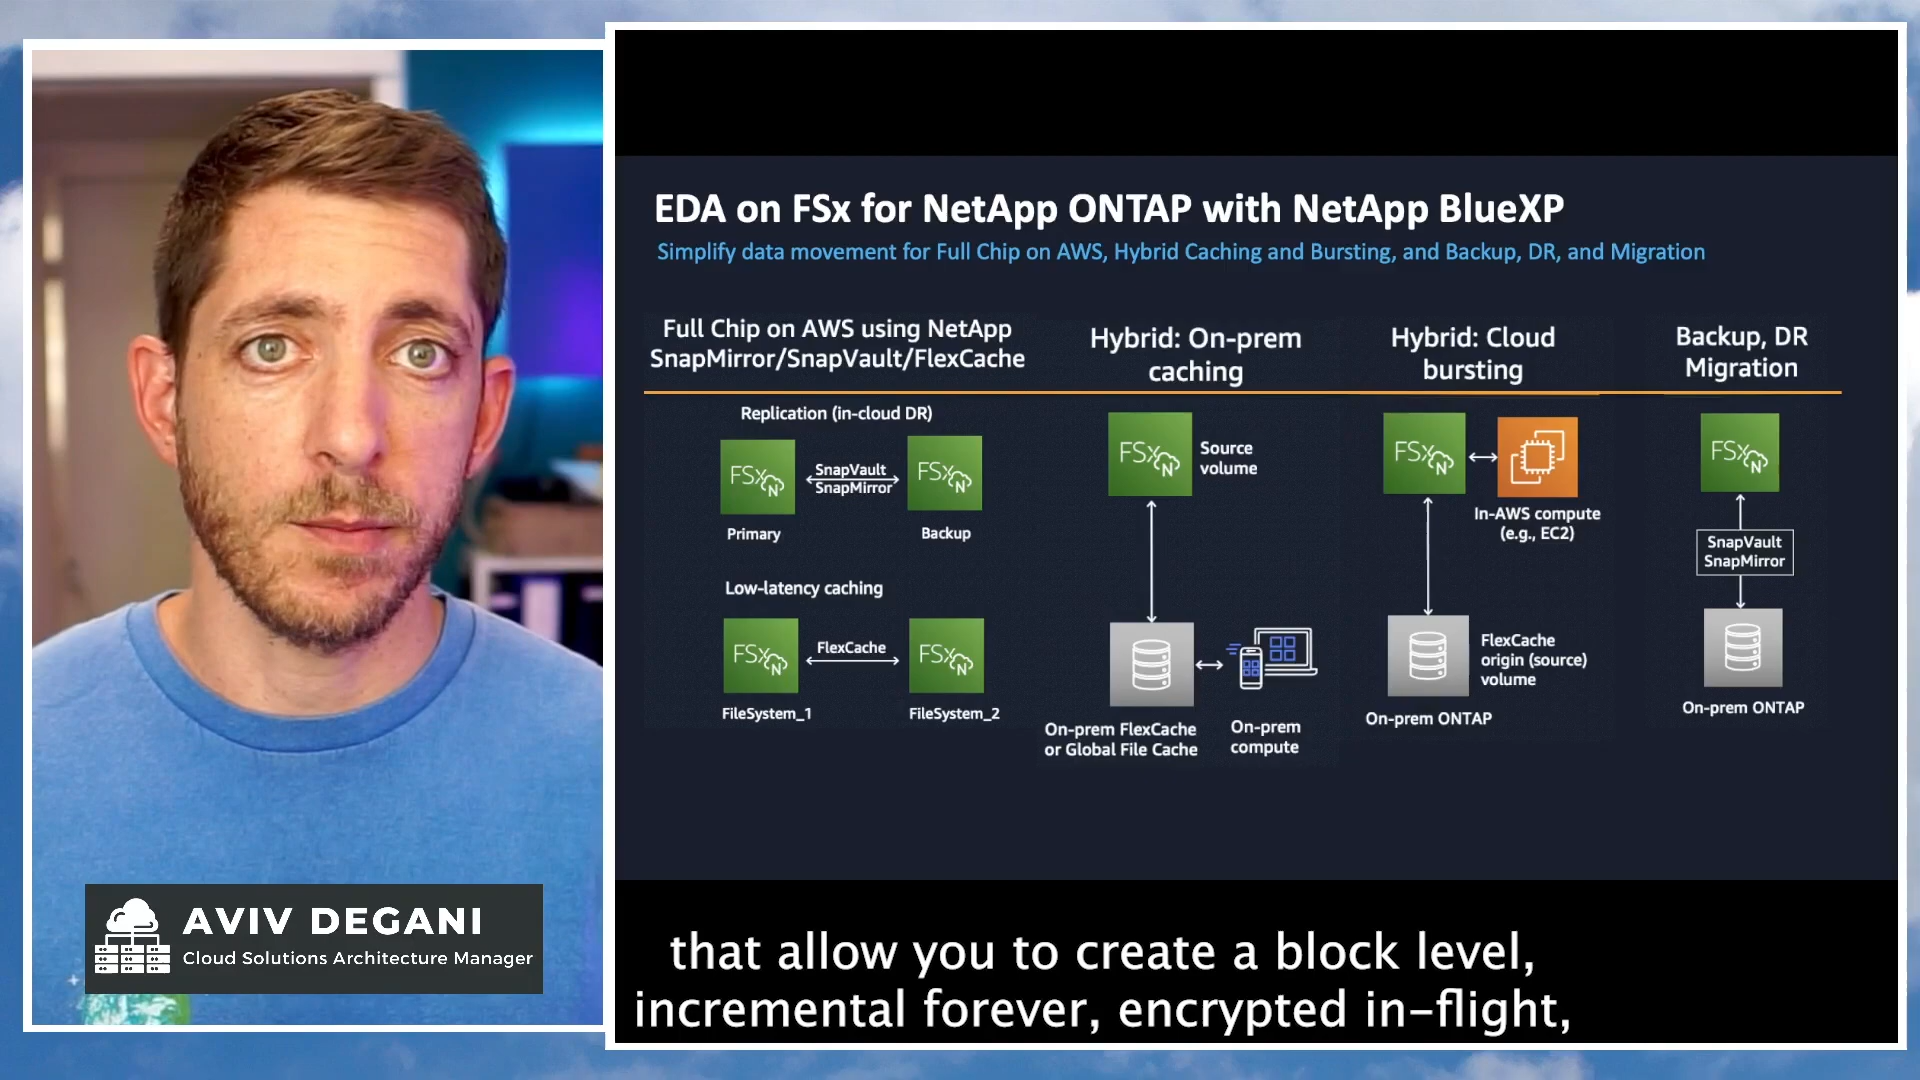 EDA on FSx for NetApp ONTAP with NetApp BlueXP
Simplify data movement for Full Chip on AWS, Hybrid Caching and Bursting, and Backup, DR, and Migration
Full Chip on AWS using NetApp
SnapMirror/SnapVault/FlexCache
Replication (in-cloud DR)
FSx
N
SnapVault
SnapMirror
FSx
N
Primary
Backup
Low-latency caching
FSx
N
FlexCache
FSx
N
FileSystem_1
FileSystem_2
Hybrid: On-prem
caching
FSx
N
Source
volume
On-prem FlexCache
or Global File Cache
On-prem
compute
Hybrid: Cloud
bursting
FSx
N
In-AWS compute
(e.g., EC2)
FlexCache
origin (source)
volume
On-prem ONTAP
Backup, DR
Migration
FSx
N
SnapVault
SnapMirror
On-prem ONTAP
AVIV DEGANI
Cloud Solutions Architecture Manager
that allow you to create a block level,
incremental forever, encrypted in-flight,